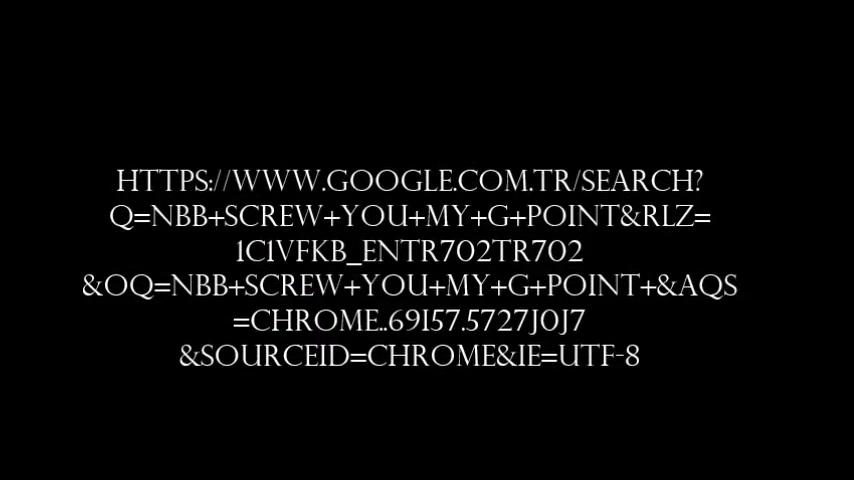 HTTPS://WWW.GOOGLE.COM.TR/SEARCH?
Q=NBB+SCREW+YOU+MY+G+POINT&RLZ=
1C1VFKB_ENTR702TR702
&OQ=NBB+SCREW+YOU+MY+G+POINT+&AQS
=CHROME..69I57.5727J0J7
&SOURCEID=CHROME&IE=UTF-8